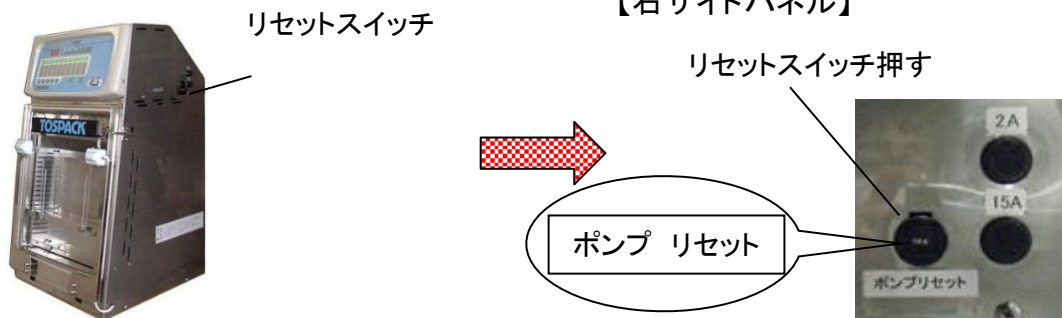 リセットスイッチ
【右サイドパネル】
リセットスイッチ押す
TOSPACK
2A
15A
ポンプ リセット
ポンプリセット